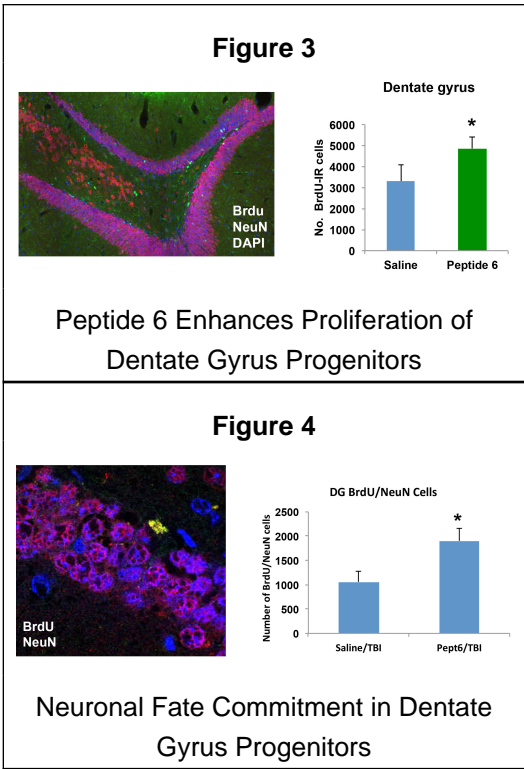 Figure 3
Brdu
NeuN
DAPI
Dentate gyrus
*
No. BrdU-IR cells
6000
5000
4000
3000
2000
1000
0
Saline Peptide 6
Peptide 6 Enhances Proliferation of
Dentate Gyrus Progenitors
Figure 4
BrdU
NeuN
DG BrdU/NeuN Cells
*
Number of BrdU/NeuN cells
2500
2000
1500
1000
500
0
Saline/TBI Pept6/TBI
Neuronal Fate Commitment in Dentate
Gyrus Progenitors